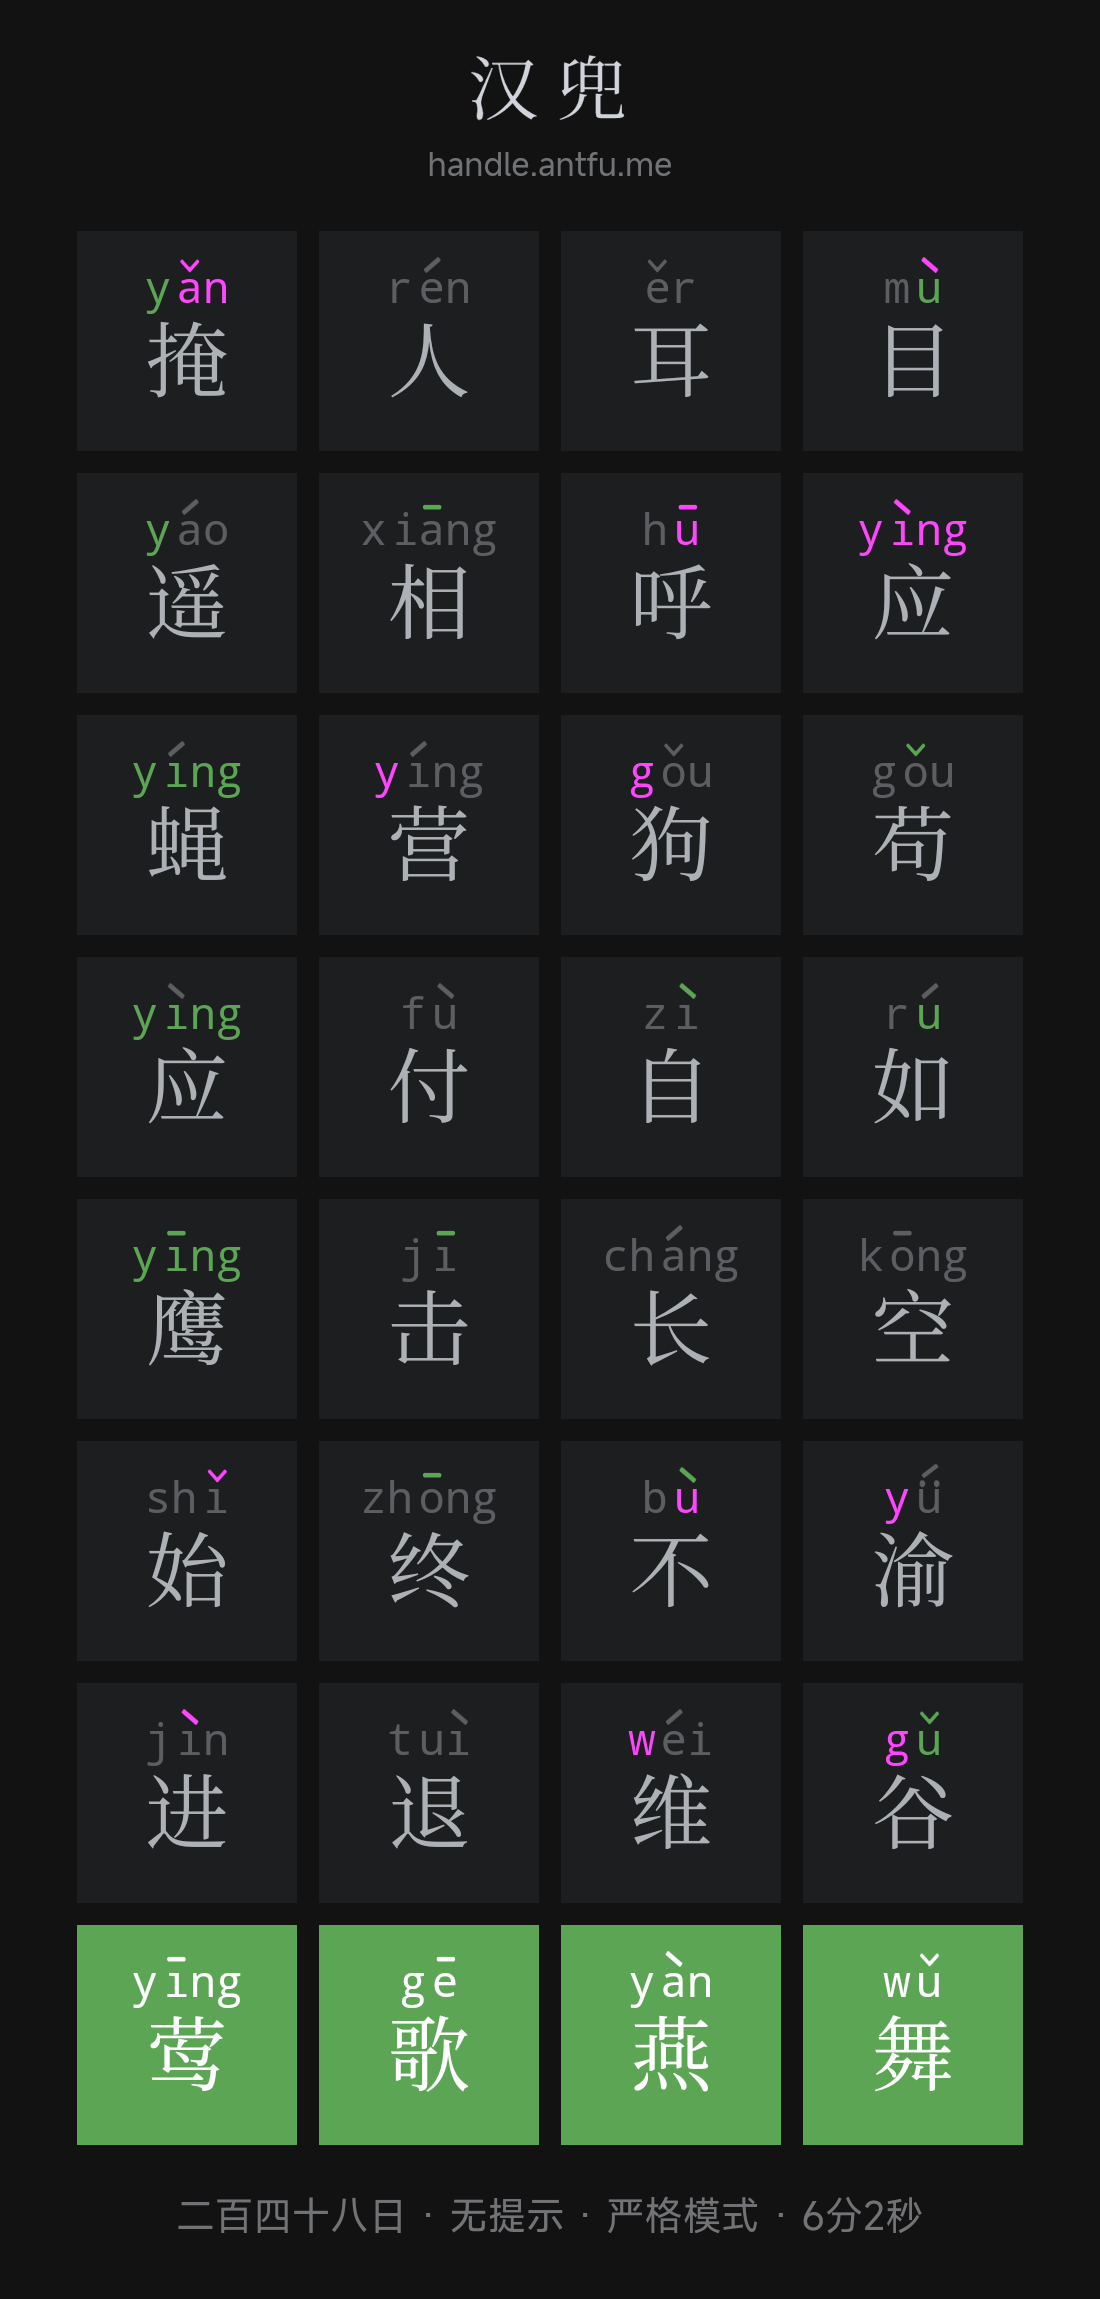 汉兜
handle.antfu.me
yǎn rén ěr mù
掩 人 耳 目
yáo xiāng hū yìng
遥 相 呼 应
yíng yíng gǒu gǒu
蝇 营 狗 苟
yìng fù zì rú
应 付 自 如
yīng jī cháng kōng
鹰 击 长 空
shǐ zhōng bù yǘ
始 终 不 渝
jìn tuì wéi gǔ
进 退 维 谷
yīng gē yàn wǔ
莺 歌 燕 舞
二百四十八日 · 无提示 · 严格模式 · 6分2秒